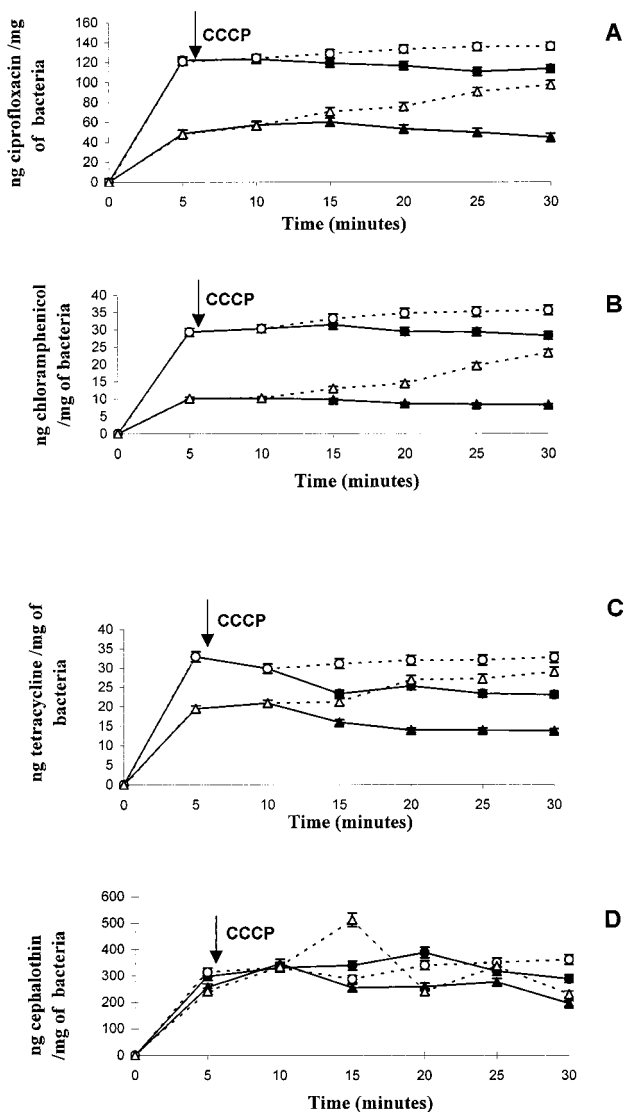 A
CCCP
160
140
120
100
80
60
40
20
0
ng ciprofloxacin /mg
of bacteria
0 5 10 15 20 25 30
Time (minutes)
B
CCCP
40
35
30
25
20
15
10
5
0
ng chloramphenicol
/mg of bacteria
0 5 10 15 20 25 30
Time (minutes)
C
CCCP
40
35
30
25
20
15
10
5
0
ng tetracycline /mg of
bacteria
0 5 10 15 20 25 30
Time (minutes)
D
CCCP
600
500
400
300
200
100
0
ng cephalothin
/mg of bacteria
0 5 10 15 20 25 30
Time (minutes)